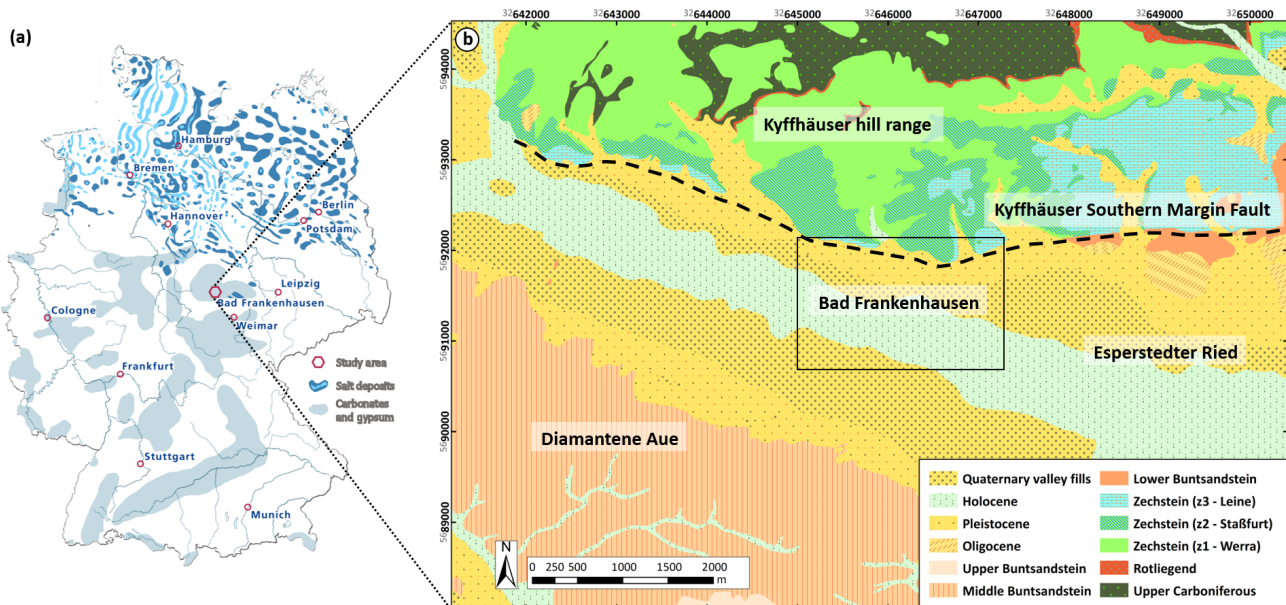 (a)
Hamburg
Bremen
Hannover
Berlin
Potsdam
Leipzig
Bad Frankenhausen
Cologne
Weimar
Frankfurt
Study area
Salt deposits
Carbonates
and gypsum
Stuttgart
Munich
b
32642000 32643000 32644000 32645000 32646000 32647000 32648000 32649000 32650000
5694000
5693000
5692000
5691000
5690000
5689000
Kyffhäuser hill range
Kyffhäuser Southern Margin Fault
Bad Frankenhausen
Esperstedter Ried
Diamantene Aue
N
0 250 500 1000 1500 2000
m
Quaternary valley fills
Holocene
Pleistocene
Oligocene
Upper Buntsandstein
Middle Buntsandstein
Lower Buntsandstein
Zechstein (z3 - Leine)
Zechstein (z2 - Staßfurt)
Zechstein (z1 - Werra)
Rotliegend
Upper Carboniferous